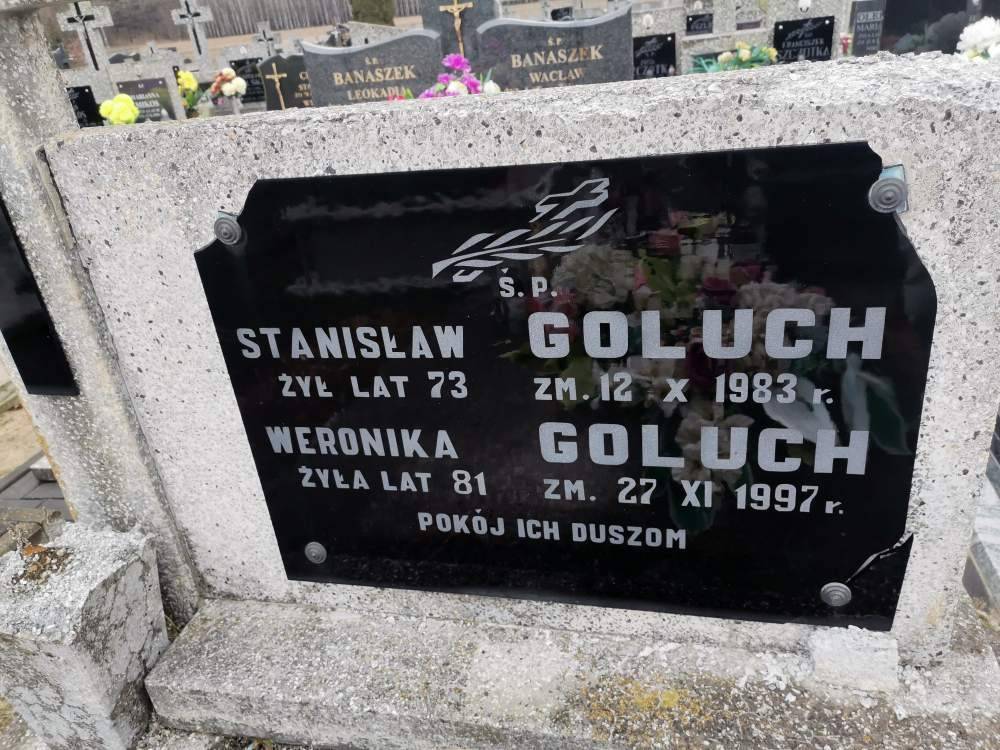 Ś.P.
BANASZEK
LEOKADIA
Ś.P.
BANASZEK
WACŁAW
FRANCISZEK
Ś.P.
STANISŁAW GOLUCH
ŻYŁ LAT 73 ZM. 12 X 1983 r.
WERONIKA GOLUCH
ŻYŁA LAT 81 ZM. 27 XI 1997 r.
POKÓJ ICH DUSZOM